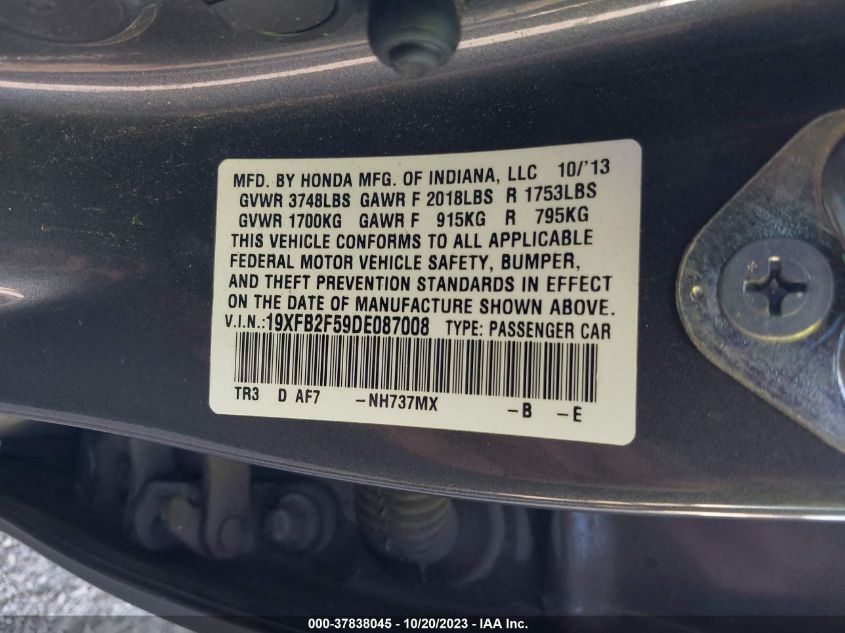 MFD. BY HONDA MFG. OF INDIANA, LLC 10/'13
GVWR 3748LBS GAWR F 2018LBS R 1753LBS
GVWR 1700KG GAWR F 915KG R 795KG
THIS VEHICLE CONFORMS TO ALL APPLICABLE
FEDERAL MOTOR VEHICLE SAFETY, BUMPER,
AND THEFT PREVENTION STANDARDS IN EFFECT
ON THE DATE OF MANUFACTURE SHOWN ABOVE.
V.I.N.:19XFB2F59DE087008 TYPE: PASSENGER CAR
TR3 D AF7 -NH737MX -B -E
000-37838045 - 10/20/2023 - IAA Inc.